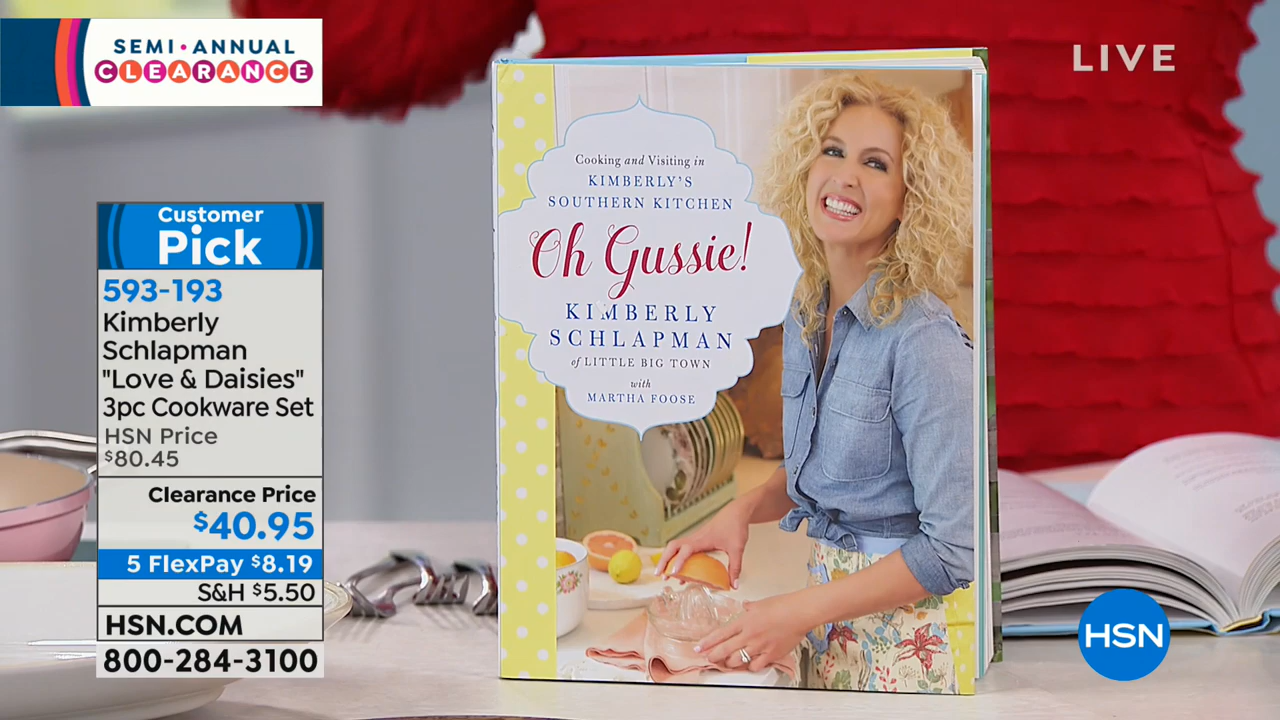 SEMI•ANNUAL
CLEARANCE
LIVE
Customer
Pick
593-193
Kimberly
Schlapman
"Love & Daisies"
3pc Cookware Set
HSN Price
$80.45
Clearance Price
$40.95
5 FlexPay $8.19
S&H $5.50
HSN.COM
800-284-3100
Cooking and Visiting in
KIMBERLY'S
SOUTHERN KITCHEN
Oh Gussie!
KIMBERLY
SCHLAPMAN
of LITTLE BIG TOWN
with
MARTHA FOOSE
HSN